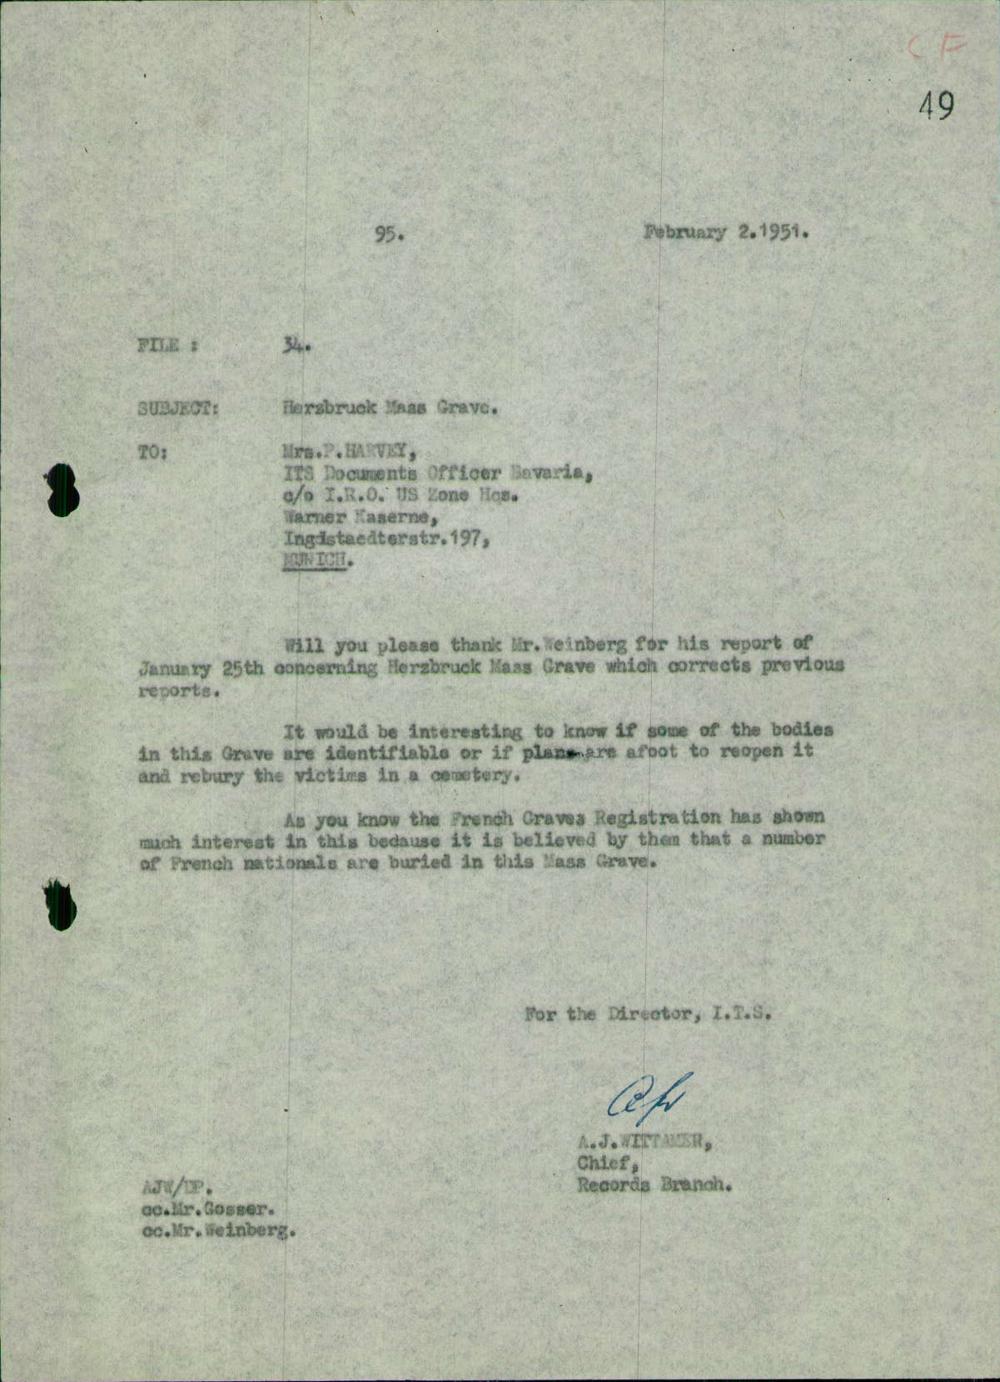 CF
49
95. February 2.1951.
FILE : 34.
SUBJECT: Herzbruck Mass Grave.
TO: Mrs.P.HARVEY,
ITS Documents Officer Bavaria,
c/o I.R.O. US Zone Hqs.
Warner Kaserne,
Ingdstaedterstr.197,
MUNICH.
Will you please thank Mr.Weinberg for his report of
January 25th concerning Herzbruck Mass Grave which corrects previous
reports.
It would be interesting to know if some of the bodies
in this Grave are identifiable or if plans are afoot to reopen it
and rebury the victims in a cemetery.
As you know the French Graves Registration has shown
much interest in this bedause it is believed by them that a number
of French nationals are buried in this Mass Grave.
For the Director, I.T.S.
A.J.WITTAMER,
Chief,
Records Branch.
AJW/DP.
cc.Mr.Gosser.
cc.Mr.Weinberg.